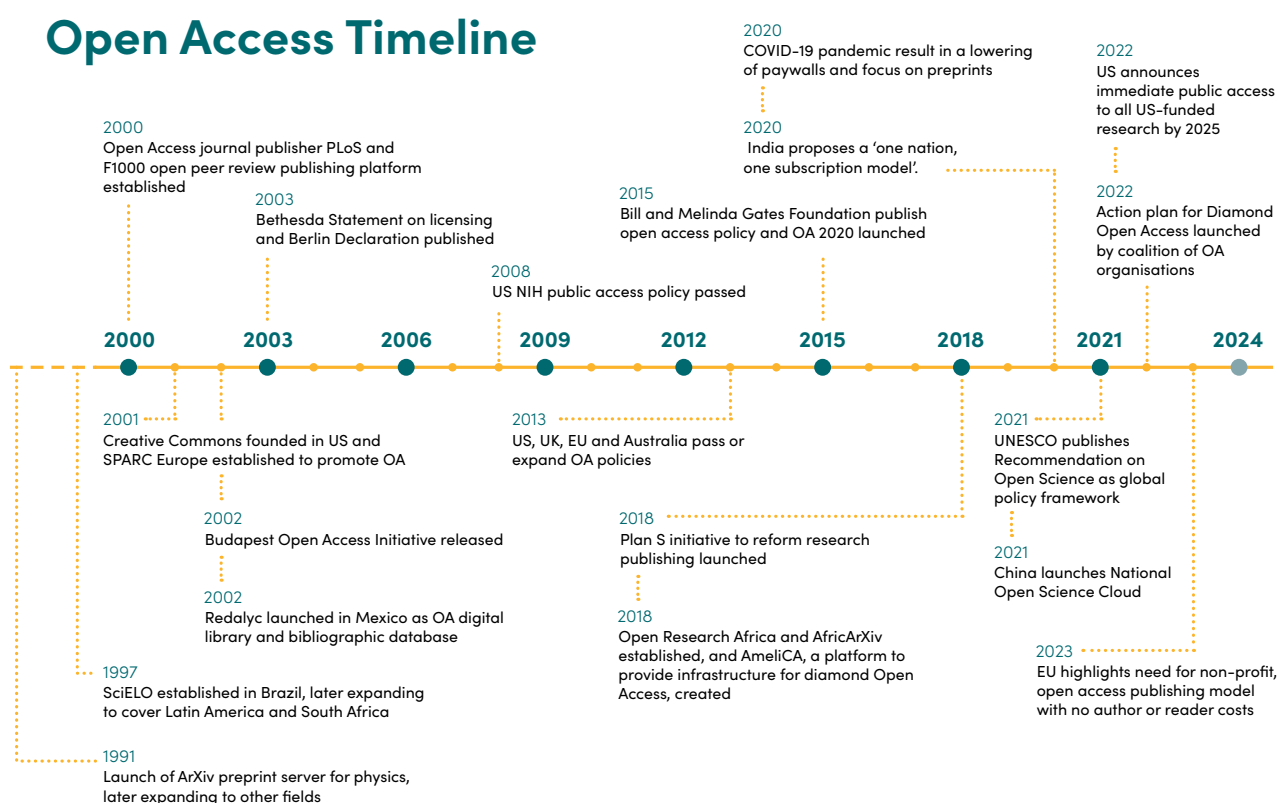 Open Access Timeline
2000
Open Access journal publisher PLoS and
F1000 open peer review publishing platform
established
2003
Bethesda Statement on licensing
and Berlin Declaration published
2008
US NIH public access policy passed
2015
Bill and Melinda Gates Foundation publish
open access policy and OA 2020 launched
2020
COVID-19 pandemic result in a lowering
of paywalls and focus on preprints
2020
India proposes a ‘one nation,
one subscription model’.
2022
US announces
immediate public access
to all US-funded
research by 2025
2022
Action plan for Diamond
Open Access launched
by coalition of OA
organisations
2000 2003 2006 2009 2012 2015 2018 2021 2024
2001
Creative Commons founded in US and
SPARC Europe established to promote OA
2002
Budapest Open Access Initiative released
2002
Redalyc launched in Mexico as OA digital
library and bibliographic database
1997
SciELO established in Brazil, later expanding
to cover Latin America and South Africa
1991
Launch of ArXiv preprint server for physics,
later expanding to other fields
2013
US, UK, EU and Australia pass or
expand OA policies
2018
Plan S initiative to reform research
publishing launched
2018
Open Research Africa and AfricArXiv
established, and AmeliCA, a platform to
provide infrastructure for diamond Open
Access, created
2021
UNESCO publishes
Recommendation on
Open Science as global
policy framework
2021
China launches National
Open Science Cloud
2023
EU highlights need for non-profit,
open access publishing model
with no author or reader costs